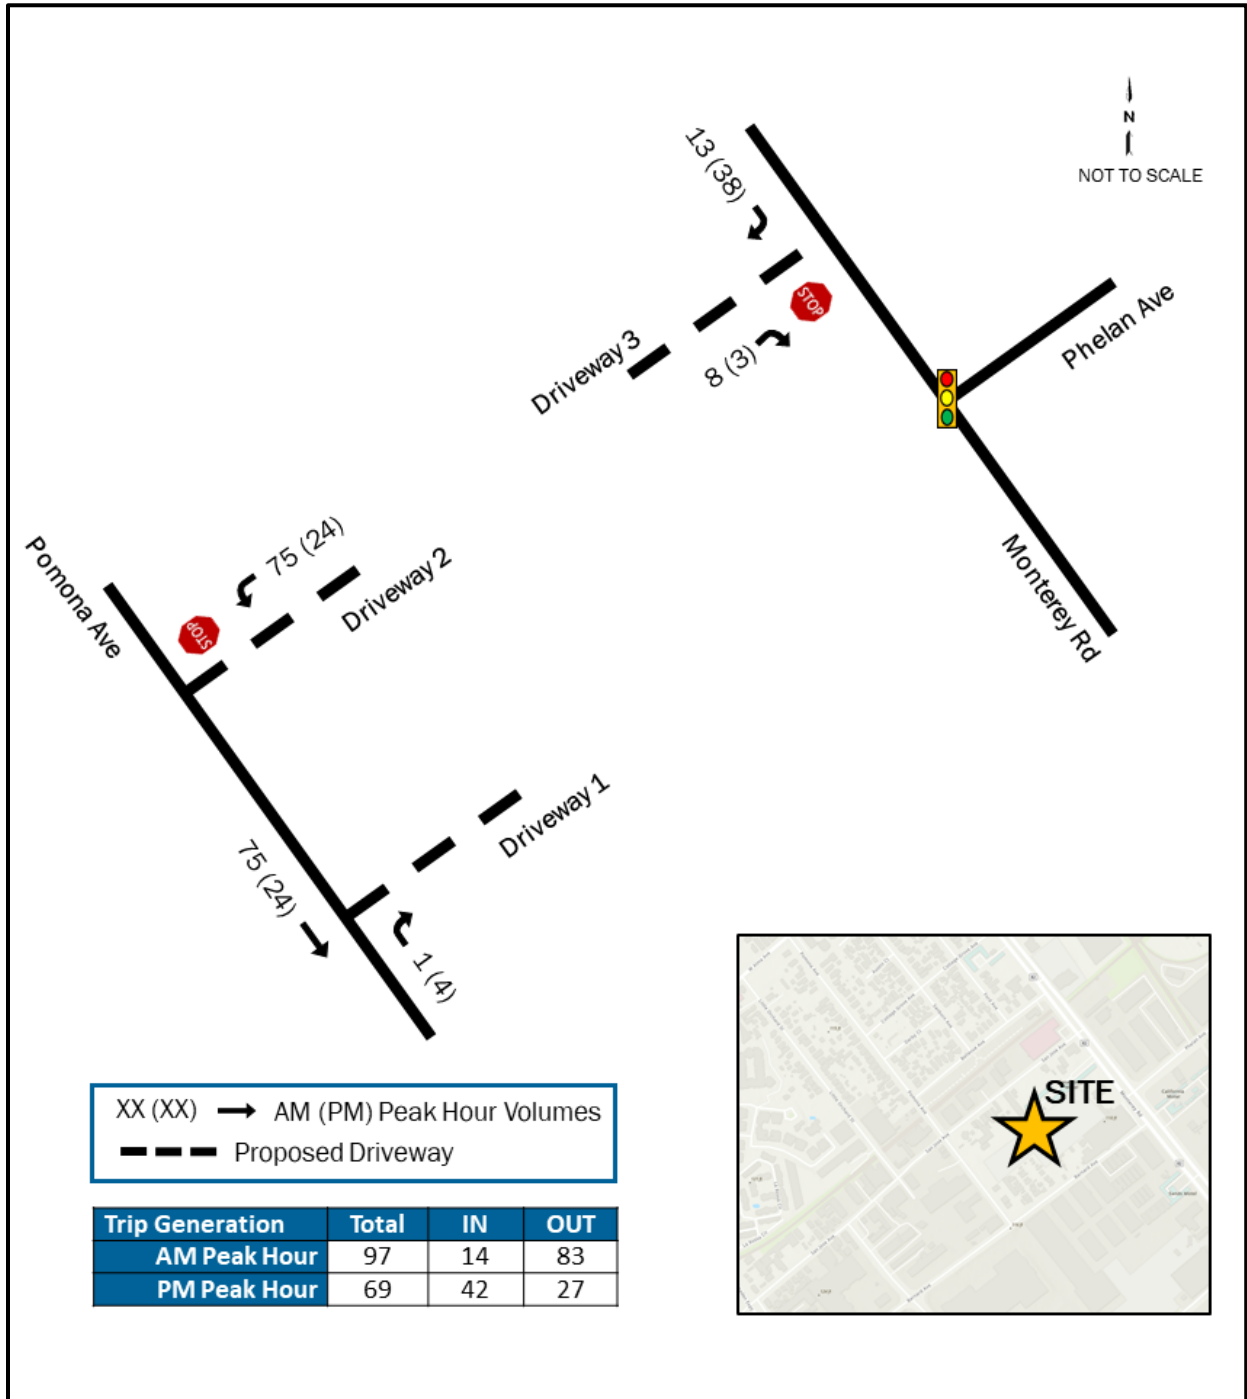 N
NOT TO SCALE
13 (38)
STOP
Driveway 3
8 (3)
Phelan Ave
Monterey Rd
Pomona Ave
75 (24)
STOP
Driveway 2
Driveway 1
75 (24)
1 (4)
SITE
XX (XX) AM (PM) Peak Hour Volumes
Proposed Driveway
Trip Generation Total IN OUT
AM Peak Hour 97 14 83
PM Peak Hour 69 42 27